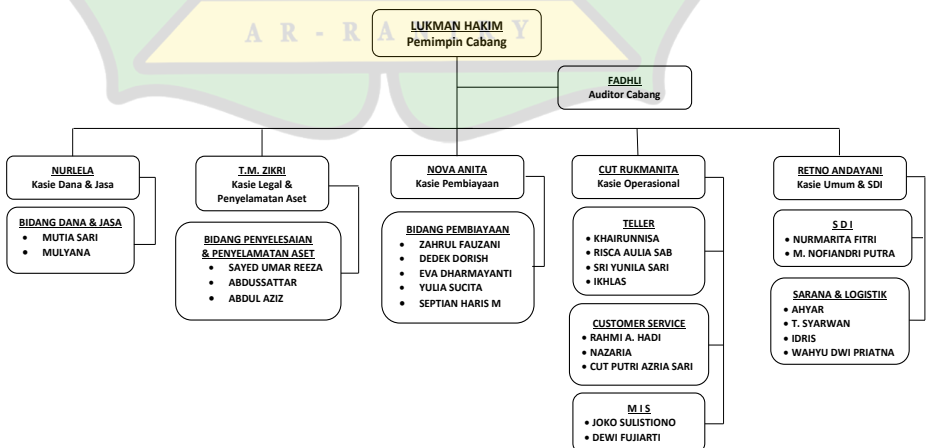 AR-RANIRY
LUKMAN HAKIM
Pemimpin Cabang
FADHLI
Auditor Cabang
NURLELA
Kasie Dana & Jasa
BIDANG DANA & JASA
• MUTIA SARI
• MULYANA
T.M. ZIKRI
Kasie Legal &
Penyelamatan Aset
BIDANG PENYELESAIAN
& PENYELAMATAN ASET
• SAYED UMAR REEZA
• ABDUSSATTAR
• ABDUL AZIZ
NOVA ANITA
Kasie Pembiayaan
BIDANG PEMBIAYAAN
• ZAHRUL FAUZANI
• DEDEK DORISH
• EVA DHARMAYANTI
• YULIA SUCITA
• SEPTIAN HARIS M
CUT RUKMANITA
Kasie Operasional
TELLER
• KHAIRUNNISA
• RISCA AULIA SAB
• SRI YUNILA SARI
• IKHLAS
CUSTOMER SERVICE
• RAHMI A. HADI
• NAZARIA
• CUT PUTRI AZRIA SARI
M I S
• JOKO SULISTIONO
• DEWI FUJIARTI
RETNO ANDAYANI
Kasie Umum & SDI
S D I
• NURMARITA FITRI
• M. NOFIANDRI PUTRA
SARANA & LOGISTIK
• AHYAR
• T. SYARWAN
• IDRIS
• WAHYU DWI PRIATNA